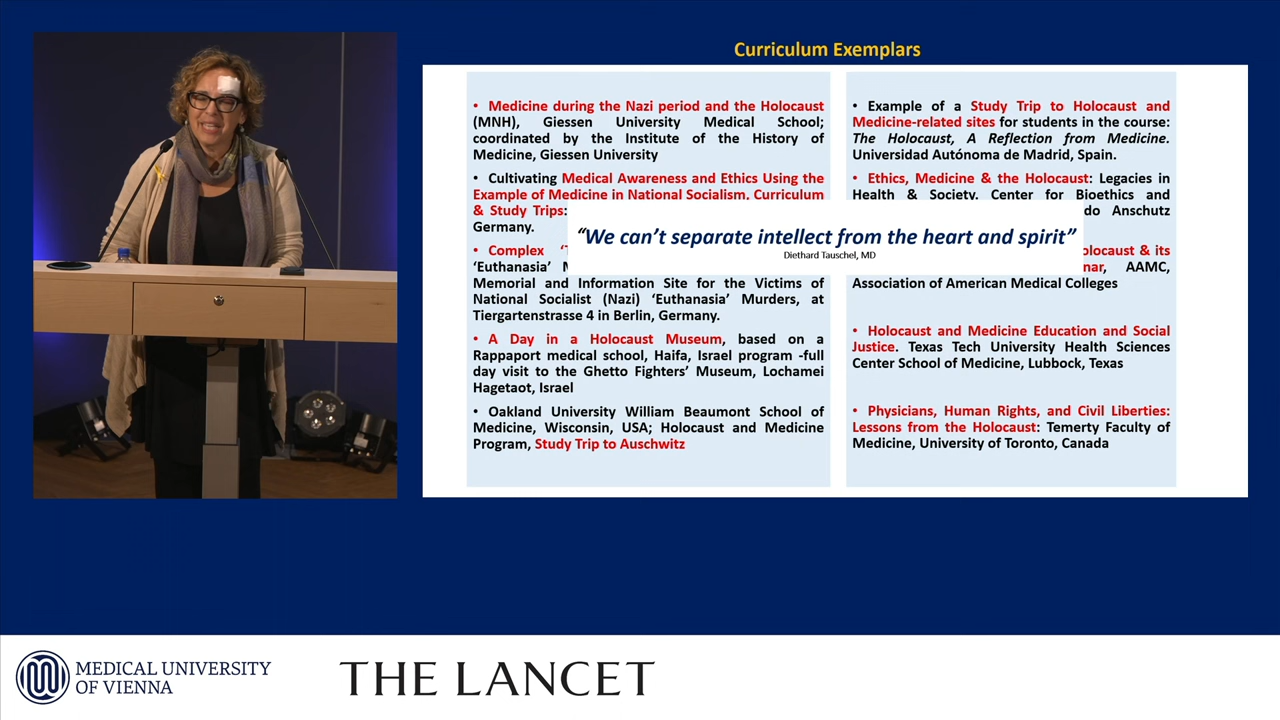 Curriculum Exemplars
• Medicine during the Nazi period and the Holocaust
(MNH), Giessen University Medical School;
coordinated by the Institute of the History of
Medicine, Giessen University
• Cultivating Medical Awareness and Ethics Using the
Example of Medicine in National Socialism, Curriculum
& Study Trips:
Germany.
• Complex
‘Euthanasia’
Memorial and Information Site for the Victims of
National Socialist (Nazi) ‘Euthanasia’ Murders, at
Tiergartenstrasse 4 in Berlin, Germany.
• A Day in a Holocaust Museum, based on a
Rappaport medical school, Haifa, Israel program -full
day visit to the Ghetto Fighters’ Museum, Lochamei
Hagetaot, Israel
• Oakland University William Beaumont School of
Medicine, Wisconsin, USA; Holocaust and Medicine
Program, Study Trip to Auschwitz
“We can’t separate intellect from the heart and spirit”
Diethard Tauschel, MD
• Example of a Study Trip to Holocaust and
Medicine-related sites for students in the course:
The Holocaust, A Reflection from Medicine.
Universidad Autónoma de Madrid, Spain.
• Ethics, Medicine & the Holocaust: Legacies in
Health & Society. Center for Bioethics and
Anschutz
& its
AAMC,
Association of American Medical Colleges
• Holocaust and Medicine Education and Social
Justice. Texas Tech University Health Sciences
Center School of Medicine, Lubbock, Texas
• Physicians, Human Rights, and Civil Liberties:
Lessons from the Holocaust: Temerty Faculty of
Medicine, University of Toronto, Canada
MEDICAL UNIVERSITY
OF VIENNA
THE LANCET